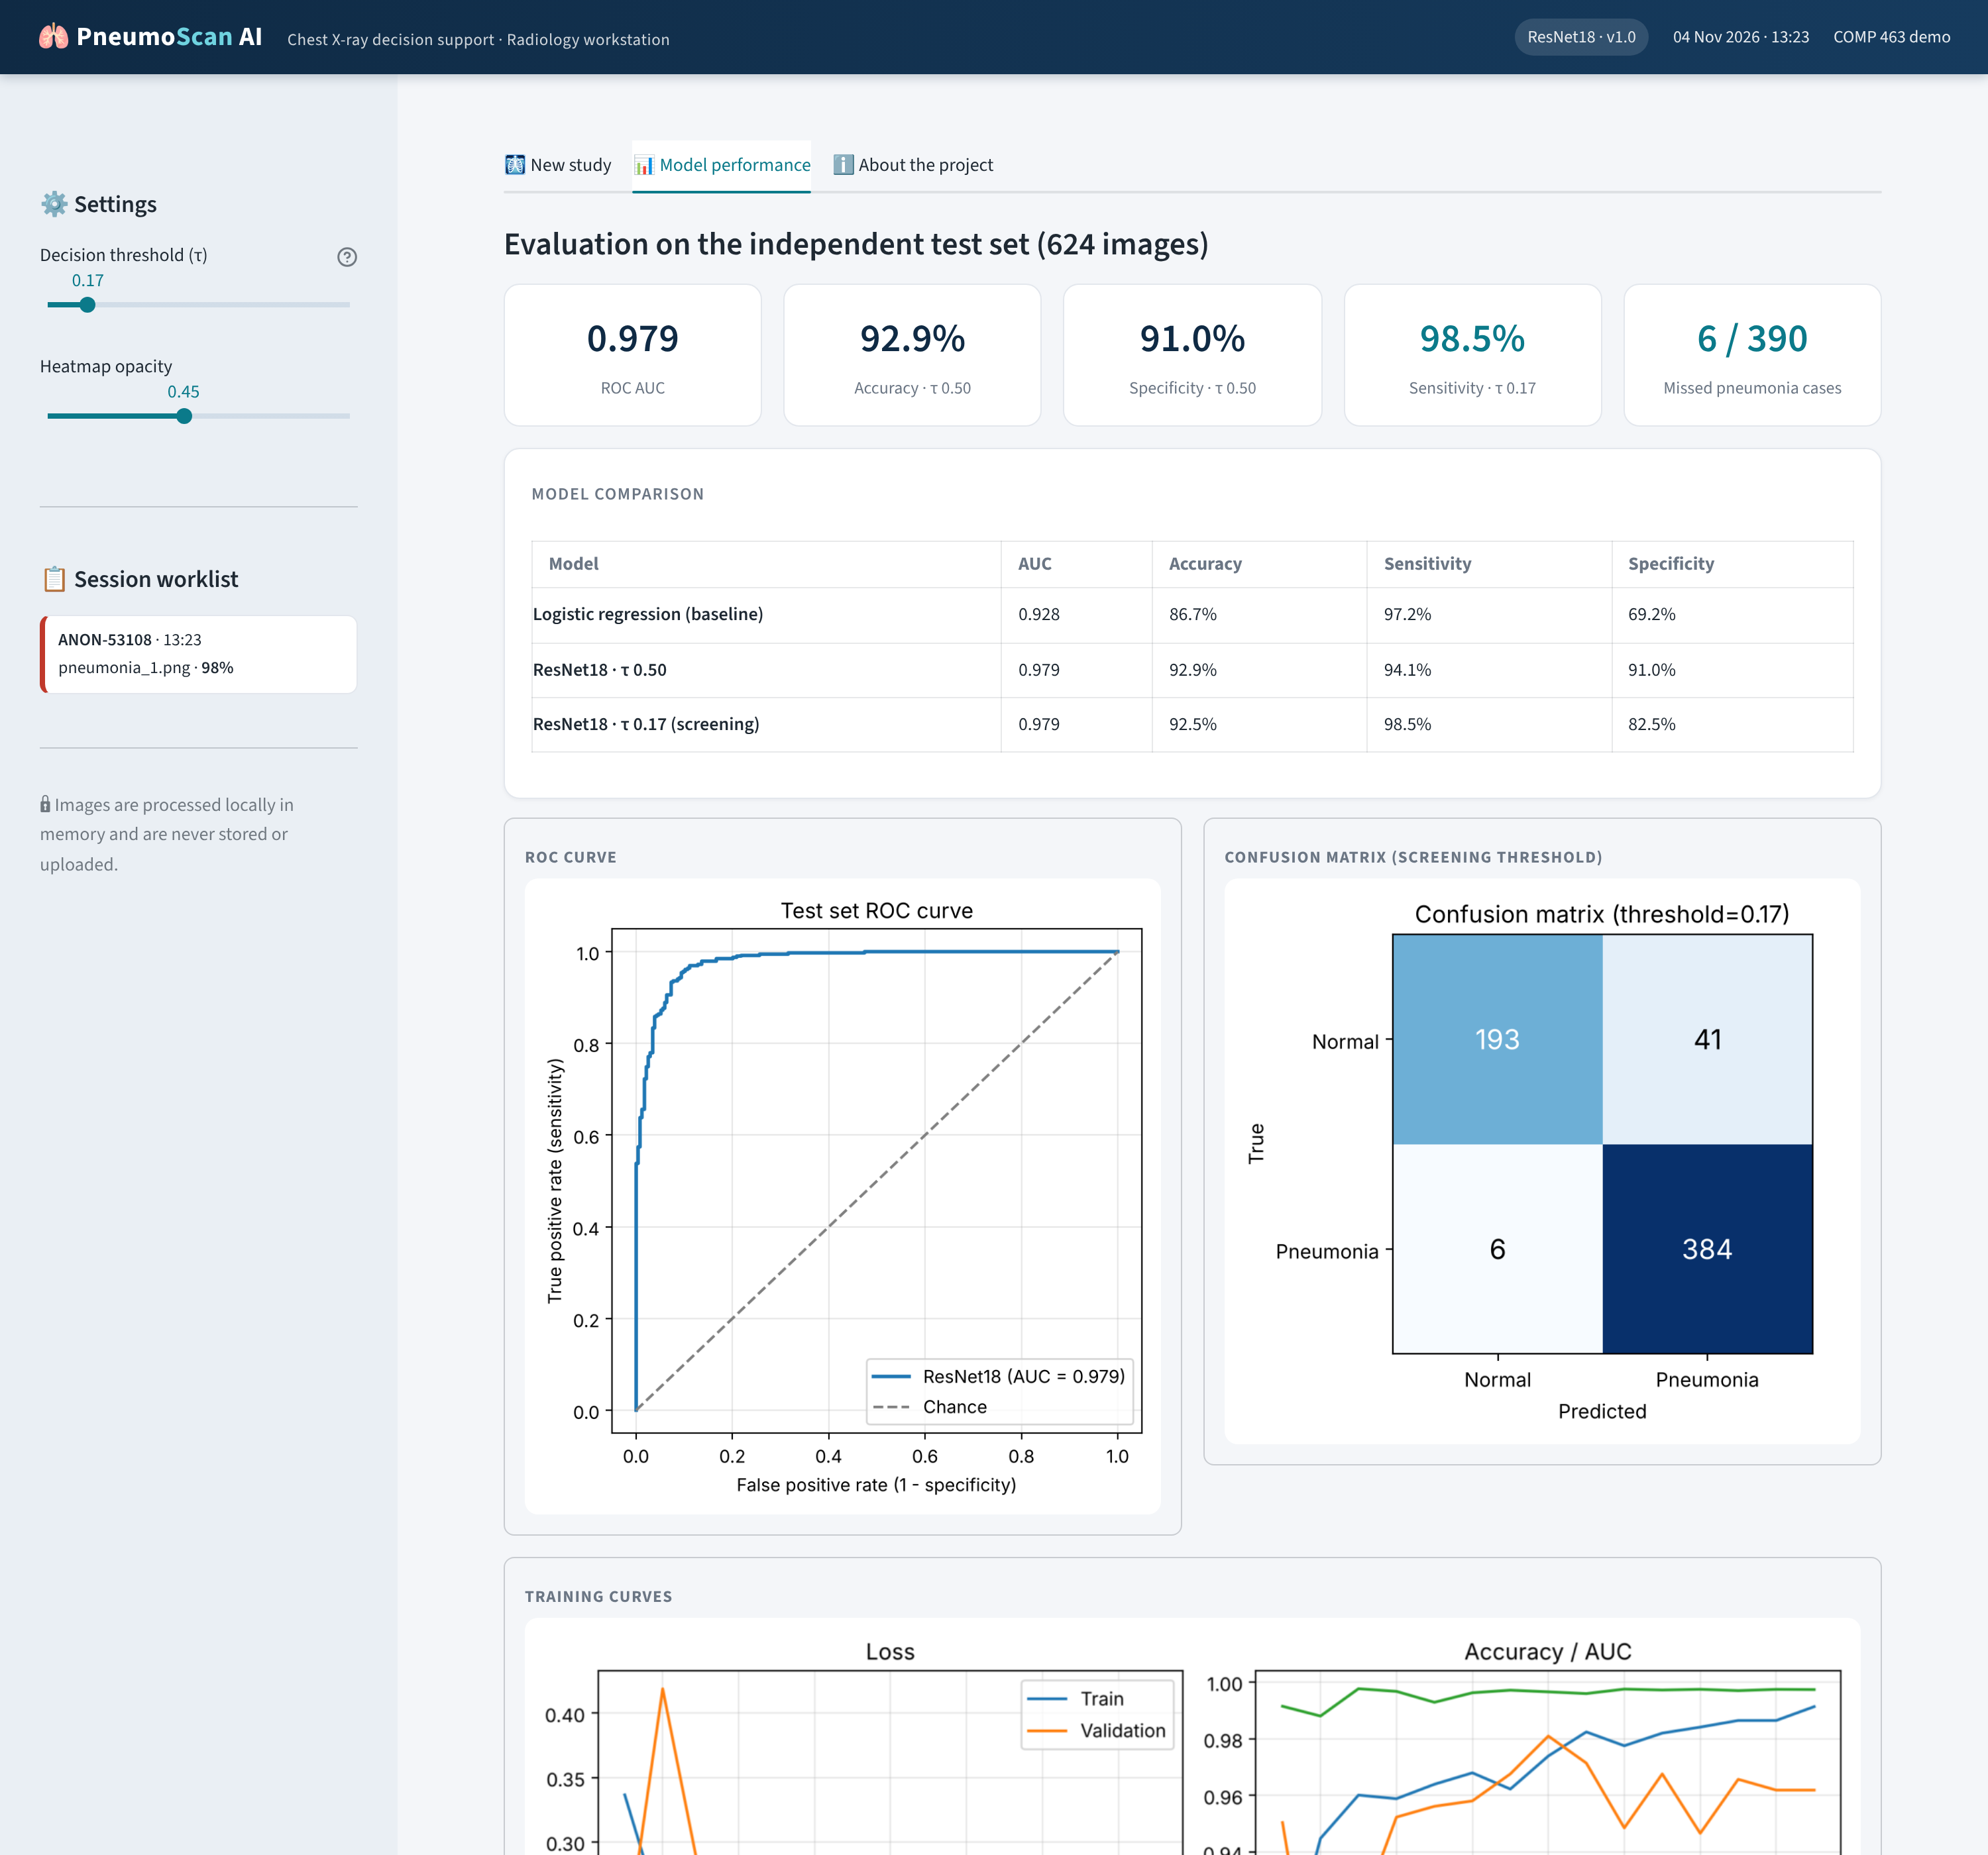 PneumoScan AI
Chest X-ray decision support · Radiology workstation
ResNet18 · v1.0
04 Nov 2026 · 13:23
COMP 463 demo
Settings
Decision threshold (τ)
0.17
Heatmap opacity
0.45
Session worklist
ANON-53108 · 13:23
pneumonia_1.png · 98%
Images are processed locally in
memory and are never stored or
uploaded.
New study
Model performance
About the project
Evaluation on the independent test set (624 images)
0.979
ROC AUC
92.9%
Accuracy · τ 0.50
91.0%
Specificity · τ 0.50
98.5%
Sensitivity · τ 0.17
6 / 390
Missed pneumonia cases
MODEL COMPARISON
Model AUC Accuracy Sensitivity Specificity
Logistic regression (baseline) 0.928 86.7% 97.2% 69.2%
ResNet18 · τ 0.50 0.979 92.9% 94.1% 91.0%
ResNet18 · τ 0.17 (screening) 0.979 92.5% 98.5% 82.5%
ROC CURVE
Test set ROC curve
True positive rate (sensitivity)
1.0
0.8
0.6
0.4
0.2
0.0
ResNet18 (AUC = 0.979)
Chance
0.0 0.2 0.4 0.6 0.8 1.0
False positive rate (1 - specificity)
CONFUSION MATRIX (SCREENING THRESHOLD)
Confusion matrix (threshold=0.17)
True
Normal 193 41
Pneumonia 6 384
Normal Pneumonia
Predicted
TRAINING CURVES
Loss
Train
Validation
0.40
0.35
0.30
Accuracy / AUC
1.00
0.98
0.96
0.94